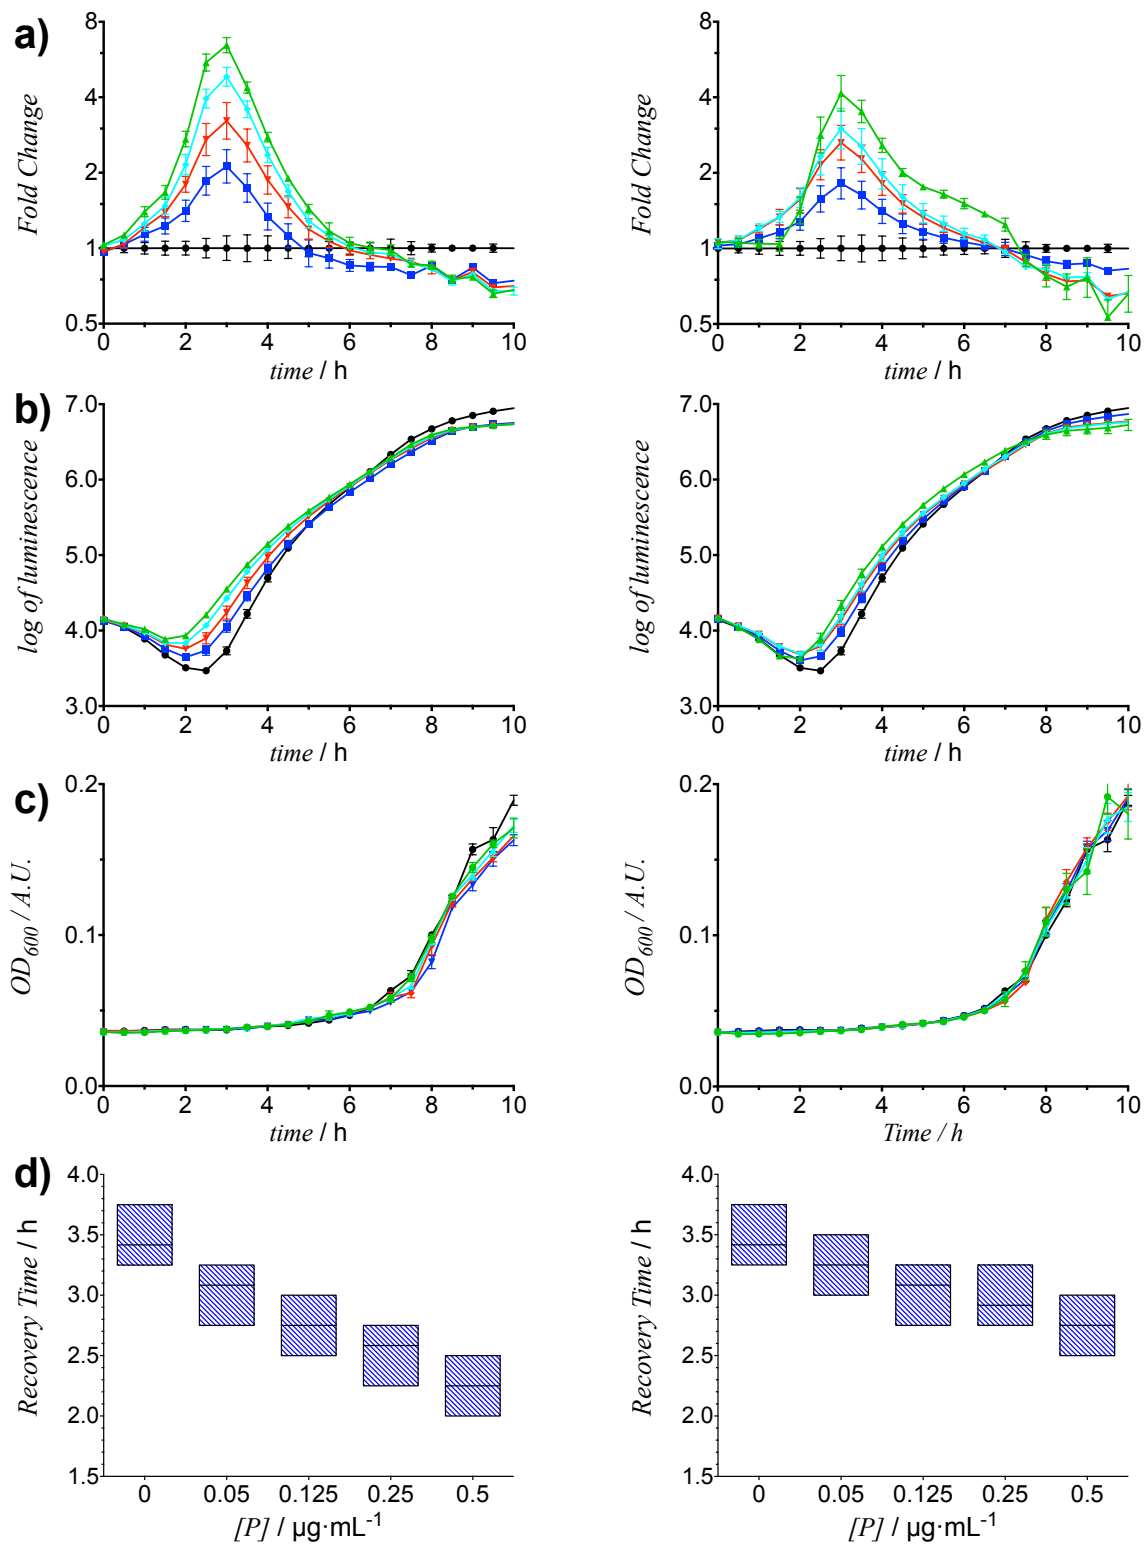 a)
Fold Change
8
4
2
1
0.5
0 2 4 6 8 10
time / h
Fold Change
8
4
2
1
0.5
0 2 4 6 8 10
time / h
b)
log of luminescence
7.0
6.0
5.0
4.0
3.0
0 2 4 6 8 10
time / h
log of luminescence
7.0
6.0
5.0
4.0
3.0
0 2 4 6 8 10
time / h
c)
OD600 / A.U.
0.2
0.1
0.0
0 2 4 6 8 10
time / h
OD600 / A.U.
0.2
0.1
0.0
0 2 4 6 8 10
Time / h
d)
Recovery Time / h
4.0
3.5
3.0
2.5
2.0
1.5
0 0.05 0.125 0.25 0.5
[P] / µg·mL-1
Recovery Time / h
4.0
3.5
3.0
2.5
2.0
1.5
0 0.05 0.125 0.25 0.5
[P] / µg·mL-1